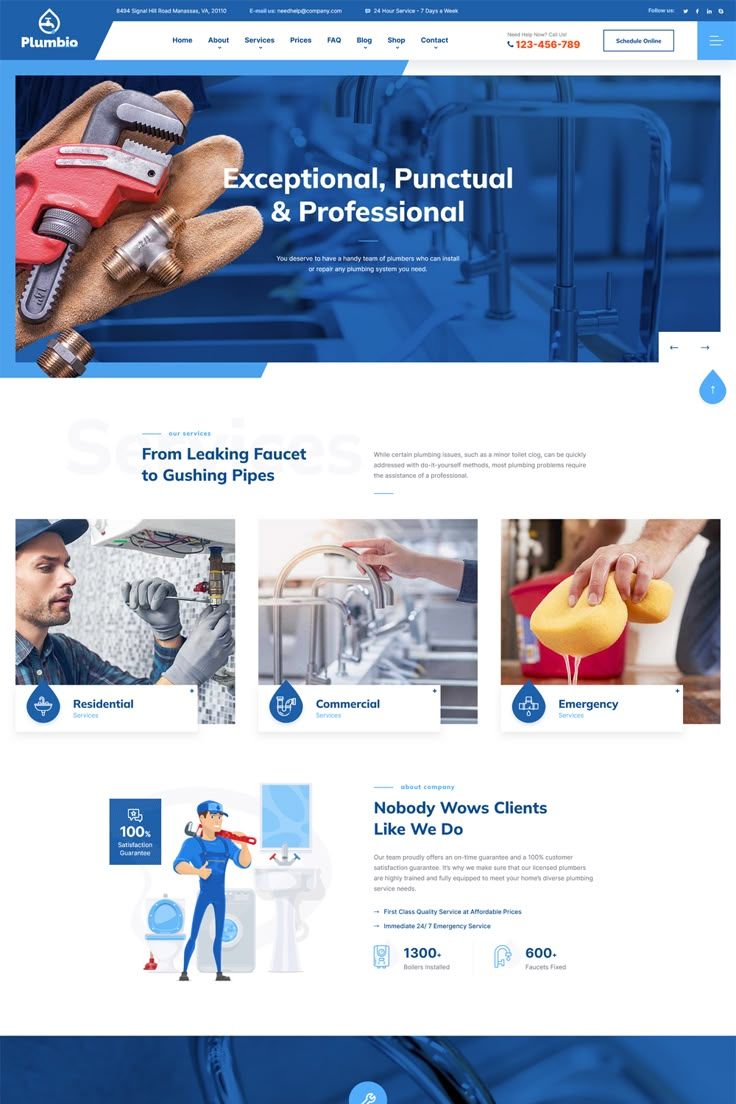 8494 Signal Hill Road Manassas, VA, 20110
E-mail us: needhelp@company.com
24 Hour Service - 7 Days a Week
Follow us:
Plumbio
Home About Services Prices FAQ Blog Shop Contact
Need Help Now? Call Us!
123-456-789
Schedule Online
Exceptional, Punctual
& Professional
You deserve to have a handy team of plumbers who can install
or repair any plumbing system you need.
Services
our services
From Leaking Faucet
to Gushing Pipes
While certain plumbing issues, such as a minor toilet clog, can be quickly
addressed with do-it-yourself methods, most plumbing problems require
the assistance of a professional.
Residential
Services
Commercial
Services
Emergency
Services
100%
Satisfaction
Guarantee
about company
Nobody Wows Clients
Like We Do
Our team proudly offers an on-time guarantee and a 100% customer
satisfaction guarantee. It's why we make sure that our licensed plumbers
are highly trained and fully equipped to meet your home's diverse plumbing
service needs.
First Class Quality Service at Affordable Prices
Immediate 24/ 7 Emergency Service
1300+
Boilers Installed
600+
Faucets Fixed